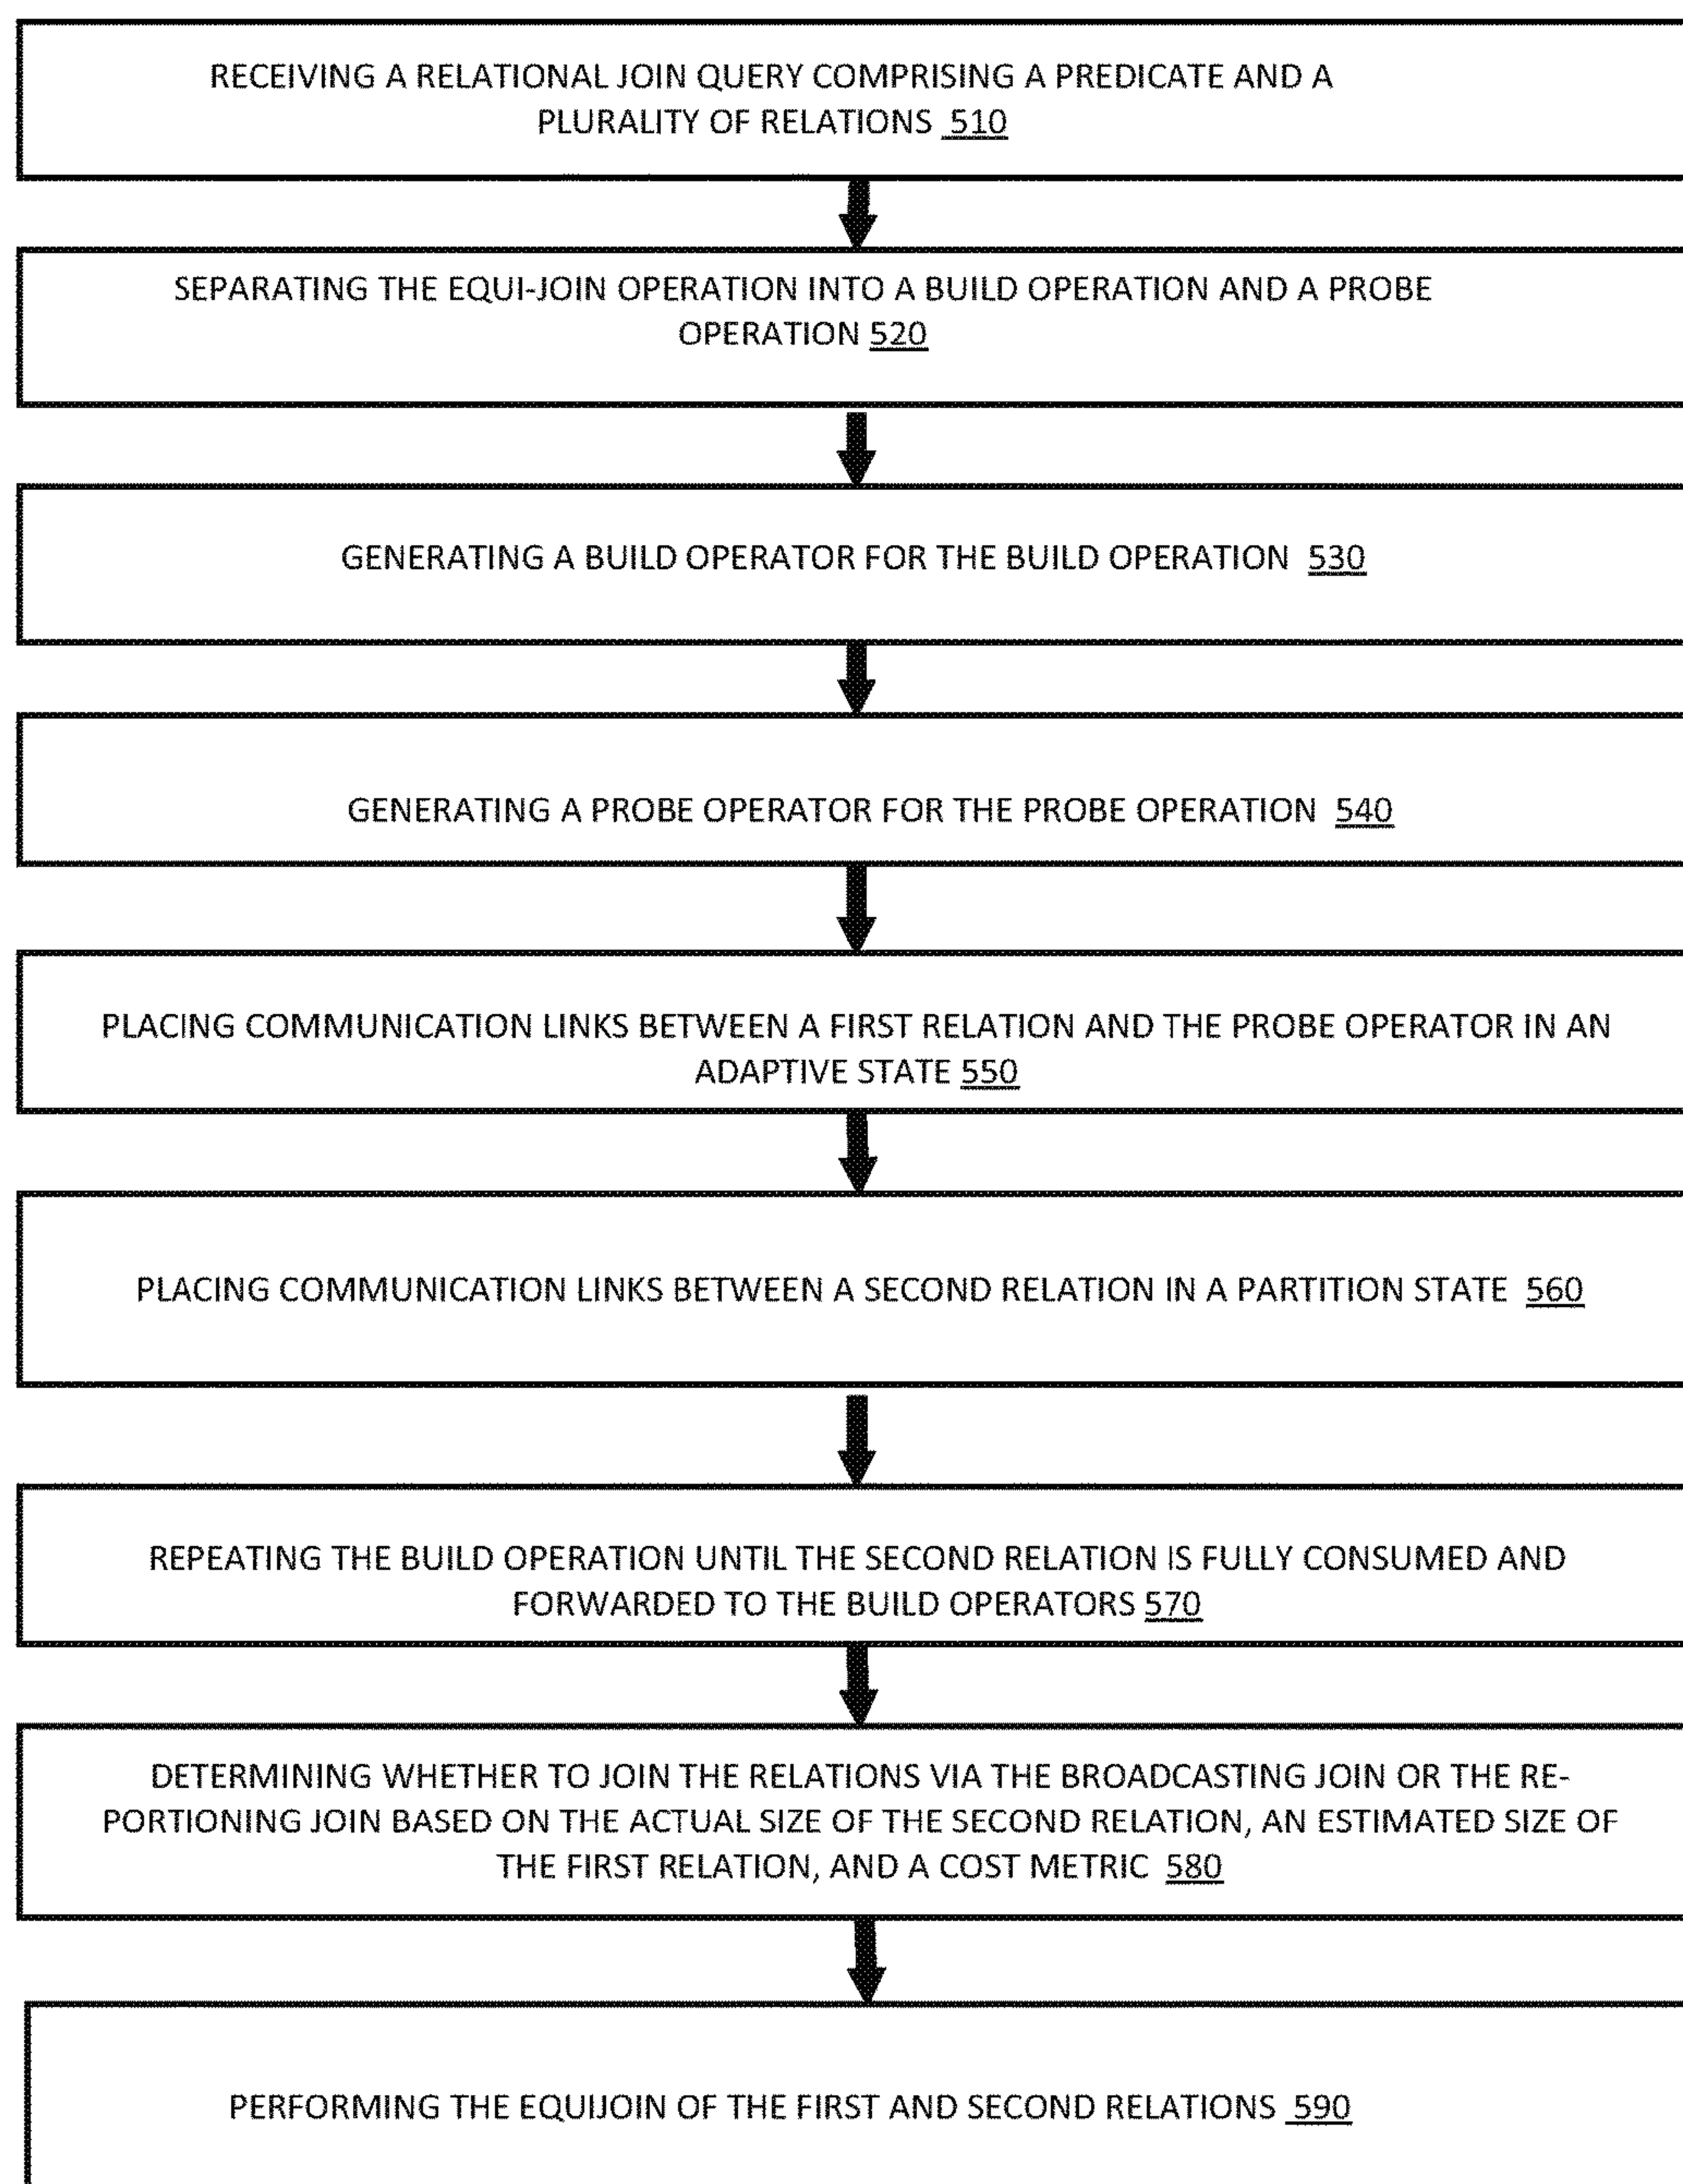 RECEIVING A RELATIONAL JOIN QUERY COMPRISING A PREDICATE AND A
PLURALITY OF RELATIONS 510
SEPARATING THE EQUI-JOIN OPERATION INTO A BUILD OPERATION AND A PROBE
OPERATION 520
GENERATING A BUILD OPERATOR FOR THE BUILD OPERATION 530
GENERATING A PROBE OPERATOR FOR THE PROBE OPERATION 540
PLACING COMMUNICATION LINKS BETWEEN A FIRST RELATION AND THE PROBE OPERATOR IN AN
ADAPTIVE STATE 550
PLACING COMMUNICATION LINKS BETWEEN A SECOND RELATION IN A PARTITION STATE 560
REPEATING THE BUILD OPERATION UNTIL THE SECOND RELATION IS FULLY CONSUMED AND
FORWARDED TO THE BUILD OPERATORS 570
DETERMINING WHETHER TO JOIN THE RELATIONS VIA THE BROADCASTING JOIN OR THE RE-
PORTIONING JOIN BASED ON THE ACTUAL SIZE OF THE SECOND RELATION, AN ESTIMATED SIZE OF
THE FIRST RELATION, AND A COST METRIC 580
PERFORMING THE EQUIJOIN OF THE FIRST AND SECOND RELATIONS 590